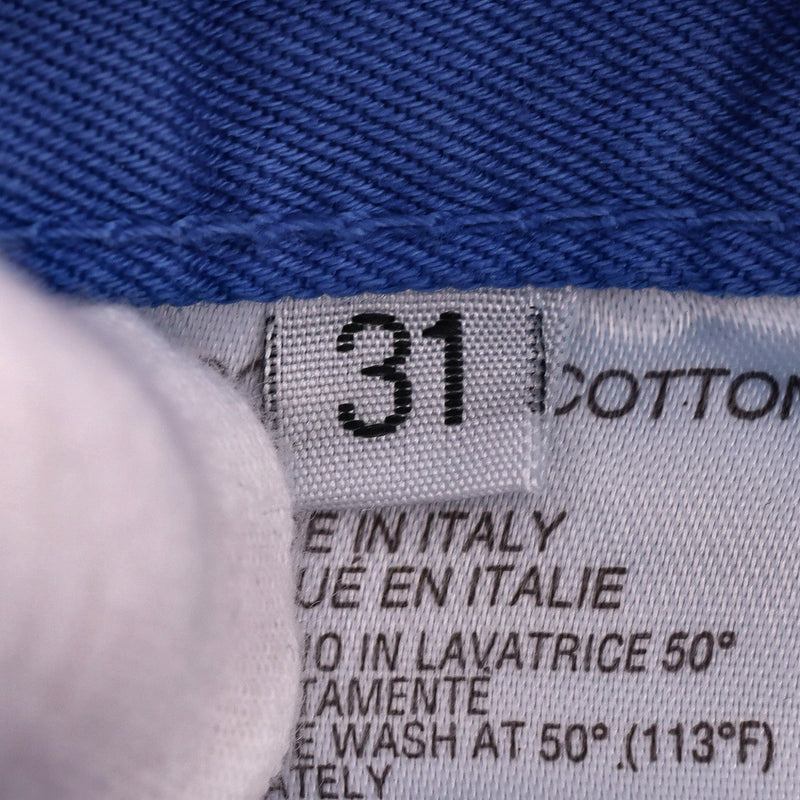 31
COTTON
E IN ITALY
UÉ EN ITALIE
IO IN LAVATRICE 50°
TAMENTE
E WASH AT 50° (113°F)
ATELY